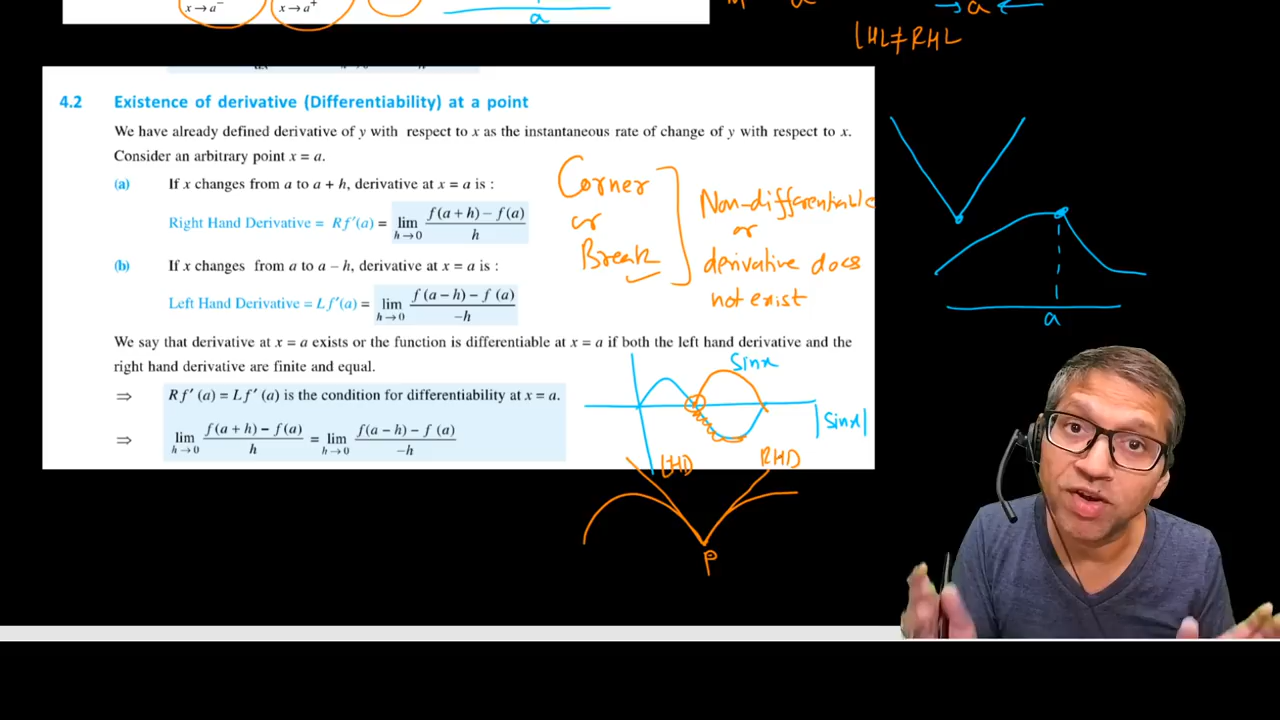 x → a⁻
x → a⁺
a
a
LHL ≠ RHL
4.2 Existence of derivative (Differentiability) at a point
We have already defined derivative of y with respect to x as the instantaneous rate of change of y with respect to x.
Consider an arbitrary point x = a.
(a) If x changes from a to a + h, derivative at x = a is :
Right Hand Derivative = Rf′(a) = lim h→0 f(a + h) − f(a) / h
(b) If x changes from a to a − h, derivative at x = a is :
Left Hand Derivative = Lf′(a) = lim h→0 f(a − h) − f (a) / −h
We say that derivative at x = a exists or the function is differentiable at x = a if both the left hand derivative and the
right hand derivative are finite and equal.
⇒ Rf′ (a) = Lf′ (a) is the condition for differentiability at x = a.
⇒ lim h→0 f(a + h) − f(a) / h = lim h→0 f(a − h) − f (a) / −h
Corner
or
Break
Non-differentiable
or
derivative does
not exist
a
Sinx
|Sinx|
LHD
RHD
P